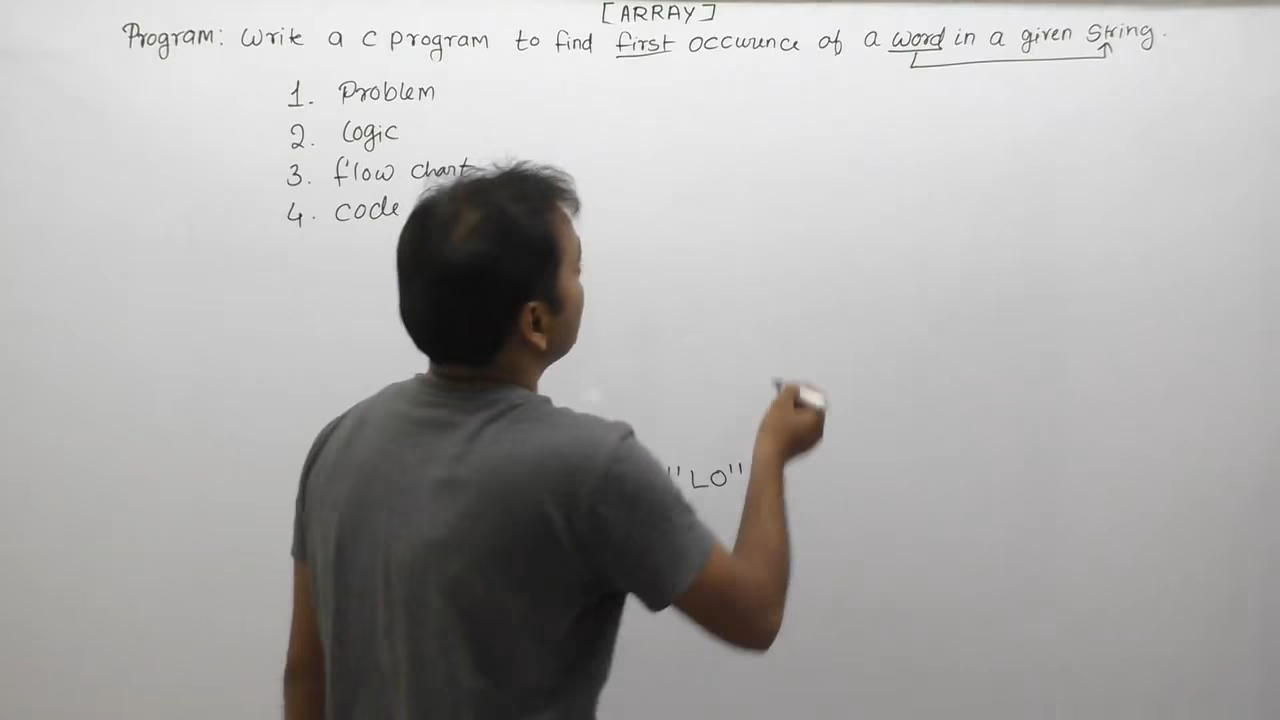 [ARRAY]
Program: Write a c program to find first occurence of a word in a given String.
1. Problem
2. Logic
3. flow chart
4. code
"LO"